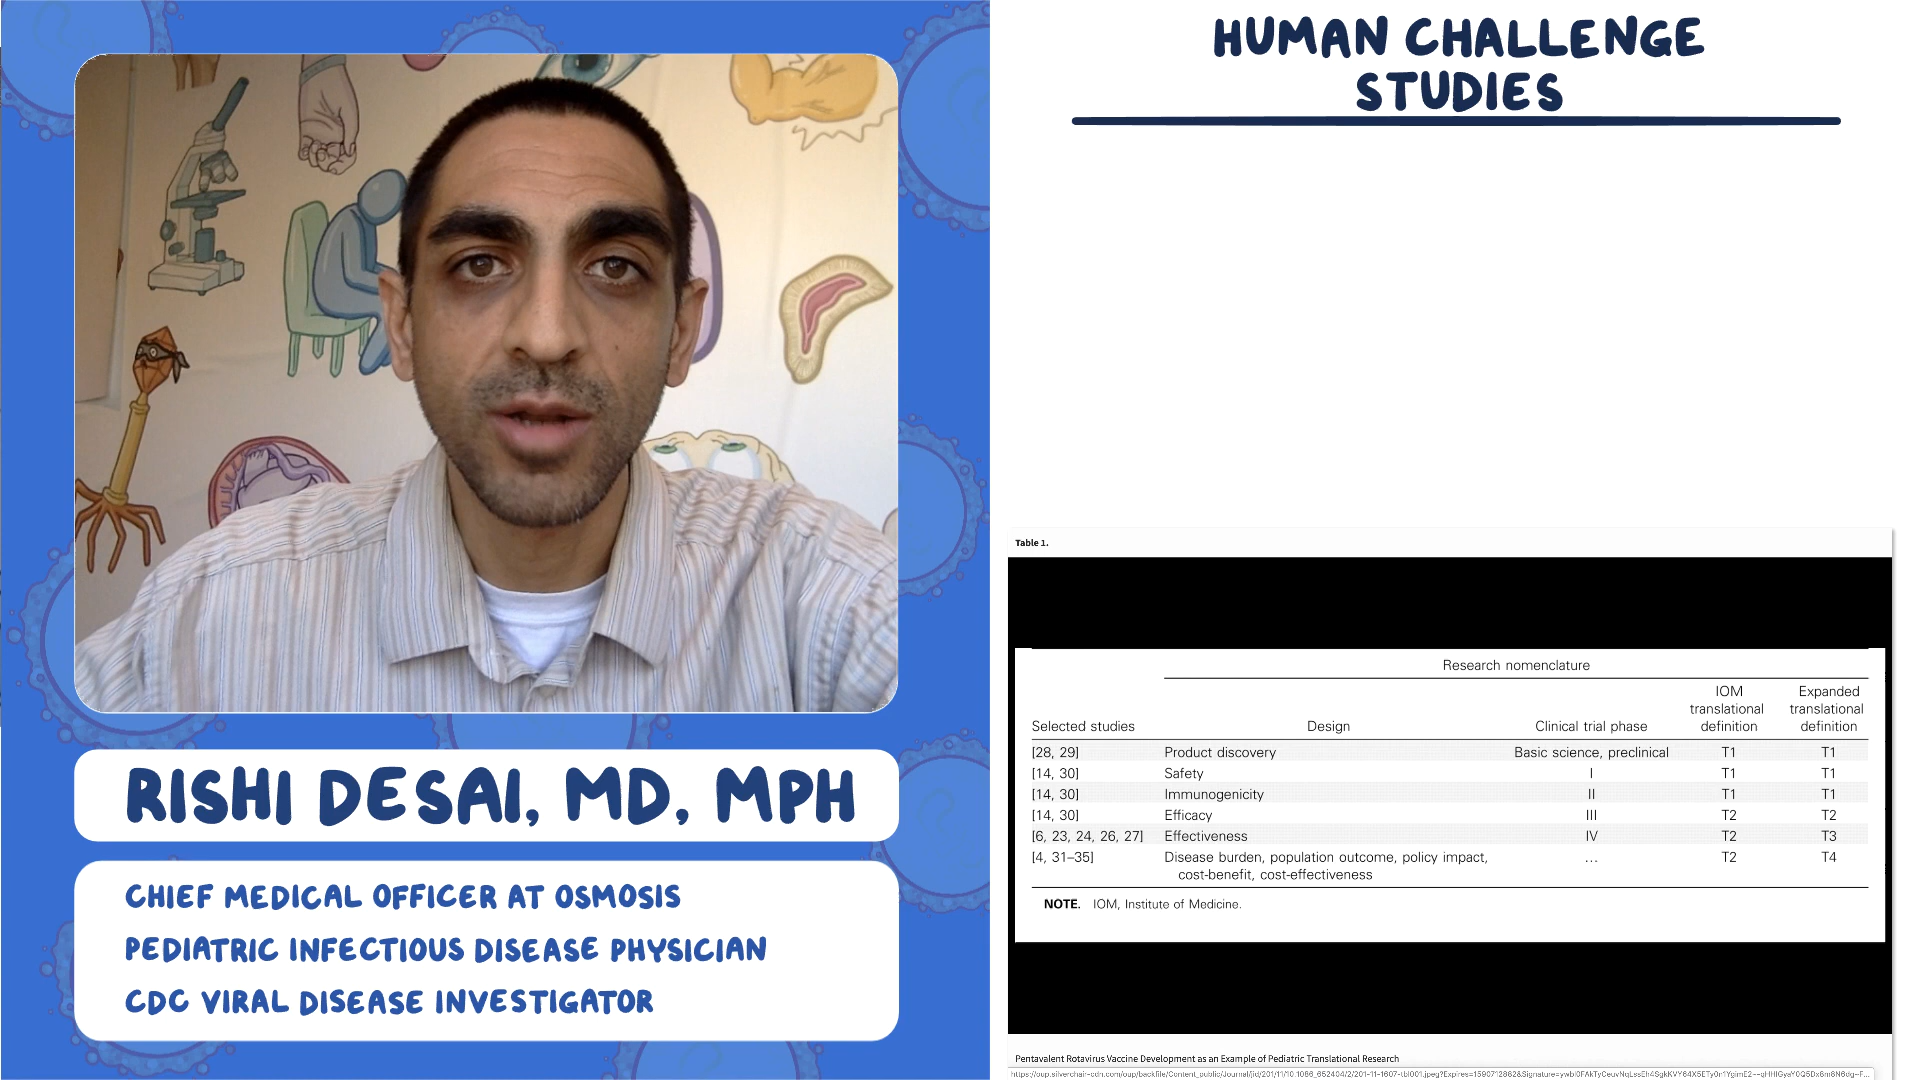 HUMAN CHALLENGE
STUDIES
RISHI DESAI, MD, MPH
CHIEF MEDICAL OFFICER AT OSMOSIS
PEDIATRIC INFECTIOUS DISEASE PHYSICIAN
CDC VIRAL DISEASE INVESTIGATOR
Table 1.
Research nomenclature
Selected studies Design Clinical trial phase IOM translational definition Expanded translational definition
[28, 29] Product discovery Basic science, preclinical T1 T1
[14, 30] Safety I T1 T1
[14, 30] Immunogenicity II T1 T1
[14, 30] Efficacy III T2 T2
[6, 23, 24, 26, 27] Effectiveness IV T2 T3
[4, 31–35] Disease burden, population outcome, policy impact, ... T2 T4
cost-benefit, cost-effectiveness
NOTE. IOM, Institute of Medicine.
Pentavalent Rotavirus Vaccine Development as an Example of Pediatric Translational Research